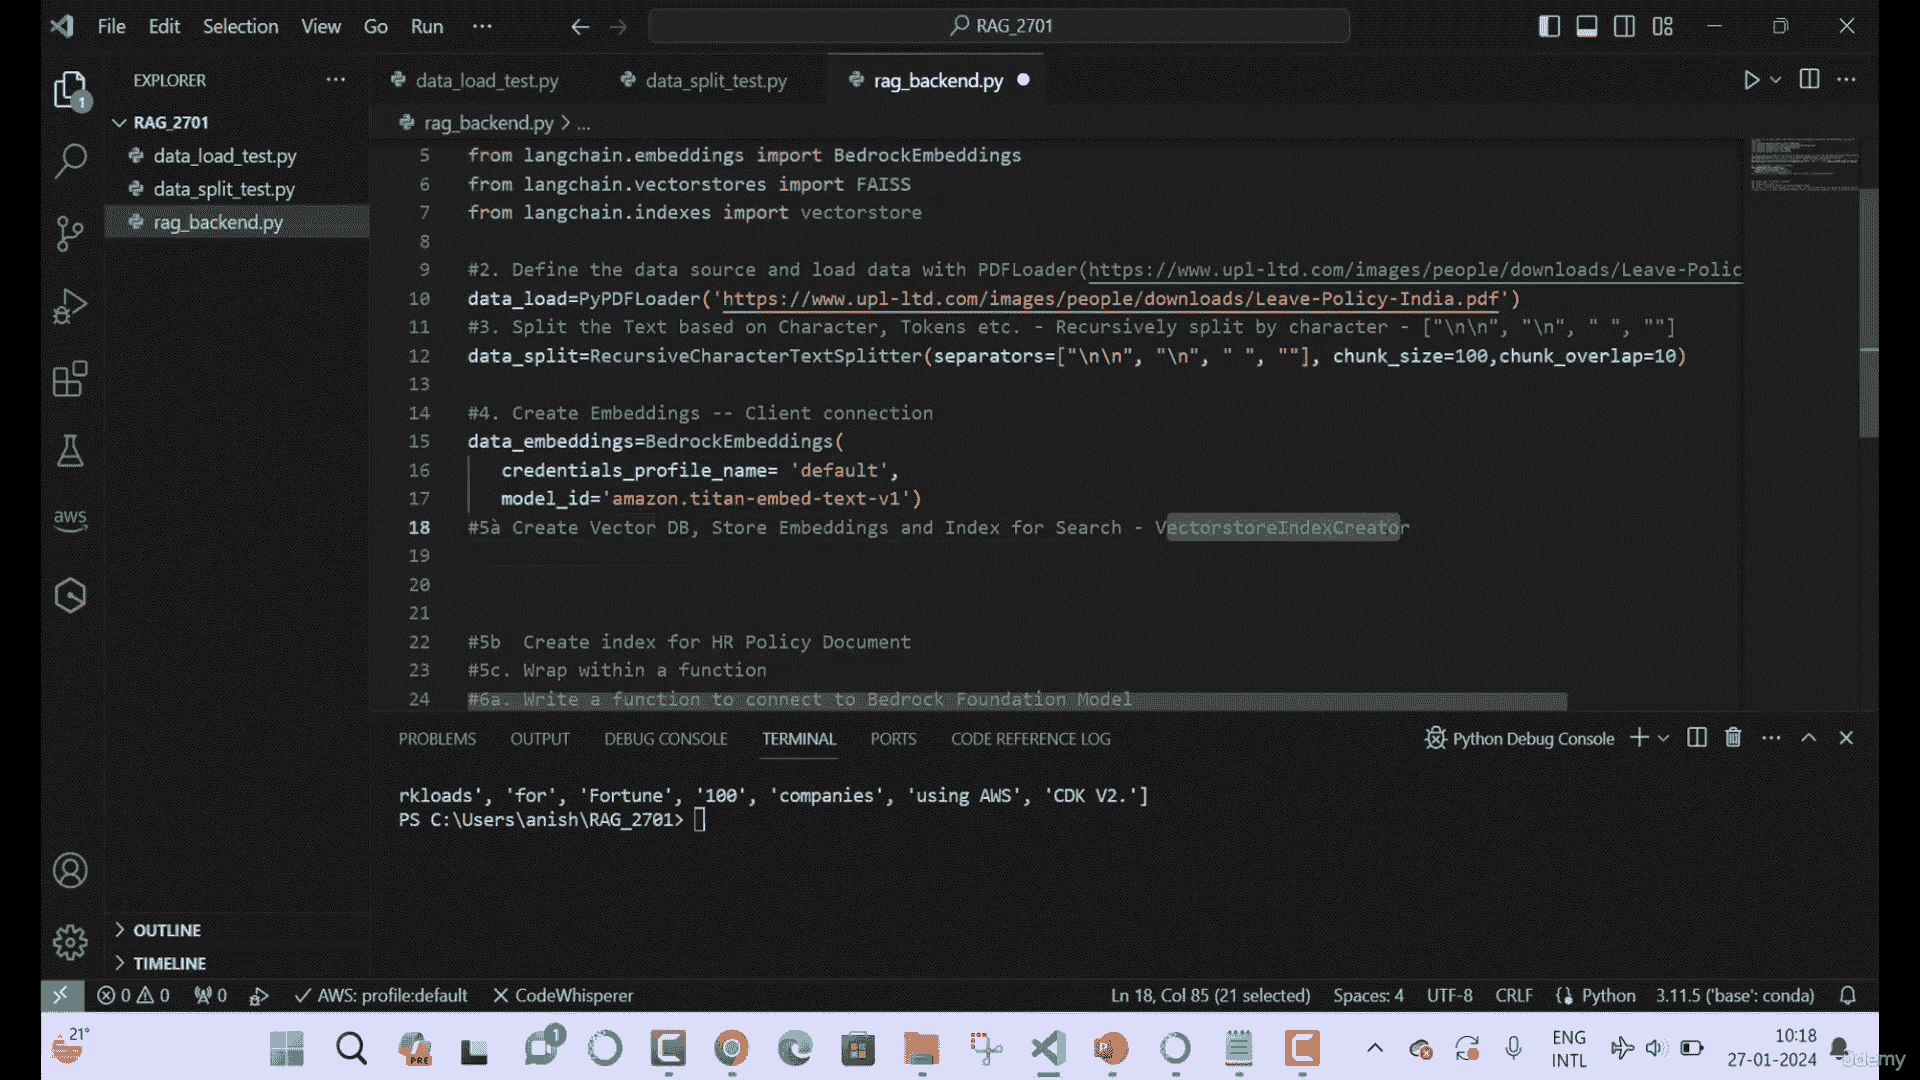 File Edit Selection View Go Run ...
RAG_2701
EXPLORER ...
1
RAG_2701
data_load_test.py
data_split_test.py
rag_backend.py
data_load_test.py data_split_test.py rag_backend.py
rag_backend.py > ...
5 from langchain.embeddings import BedrockEmbeddings
6 from langchain.vectorstores import FAISS
7 from langchain.indexes import vectorstore
8
9 #2. Define the data source and load data with PDFLoader(https://www.upl-ltd.com/images/people/downloads/Leave-Polic
10 data_load=PyPDFLoader('https://www.upl-ltd.com/images/people/downloads/Leave-Policy-India.pdf')
11 #3. Split the Text based on Character, Tokens etc. - Recursively split by character - ["\n\n", "\n", " ", ""]
12 data_split=RecursiveCharacterTextSplitter(separators=["\n\n", "\n", " ", ""], chunk_size=100,chunk_overlap=10)
13
14 #4. Create Embeddings -- Client connection
15 data_embeddings=BedrockEmbeddings(
16 credentials_profile_name= 'default',
17 model_id='amazon.titan-embed-text-v1')
18 #5à Create Vector DB, Store Embeddings and Index for Search - VectorstoreIndexCreator
19
20
21
22 #5b  Create index for HR Policy Document
23 #5c. Wrap within a function
24 #6a. Write a function to connect to Bedrock Foundation Model
aws
PROBLEMS OUTPUT DEBUG CONSOLE TERMINAL PORTS CODE REFERENCE LOG
Python Debug Console
rkloads', 'for', 'Fortune', '100', 'companies', 'using AWS', 'CDK V2.']
PS C:\Users\anish\RAG_2701>
OUTLINE
TIMELINE
0 0 0 AWS: profile:default CodeWhisperer
Ln 18, Col 85 (21 selected) Spaces: 4 UTF-8 CRLF Python 3.11.5 ('base': conda)
21°
PRE
1
ENG
INTL
10:18
27-01-2024
Udemy